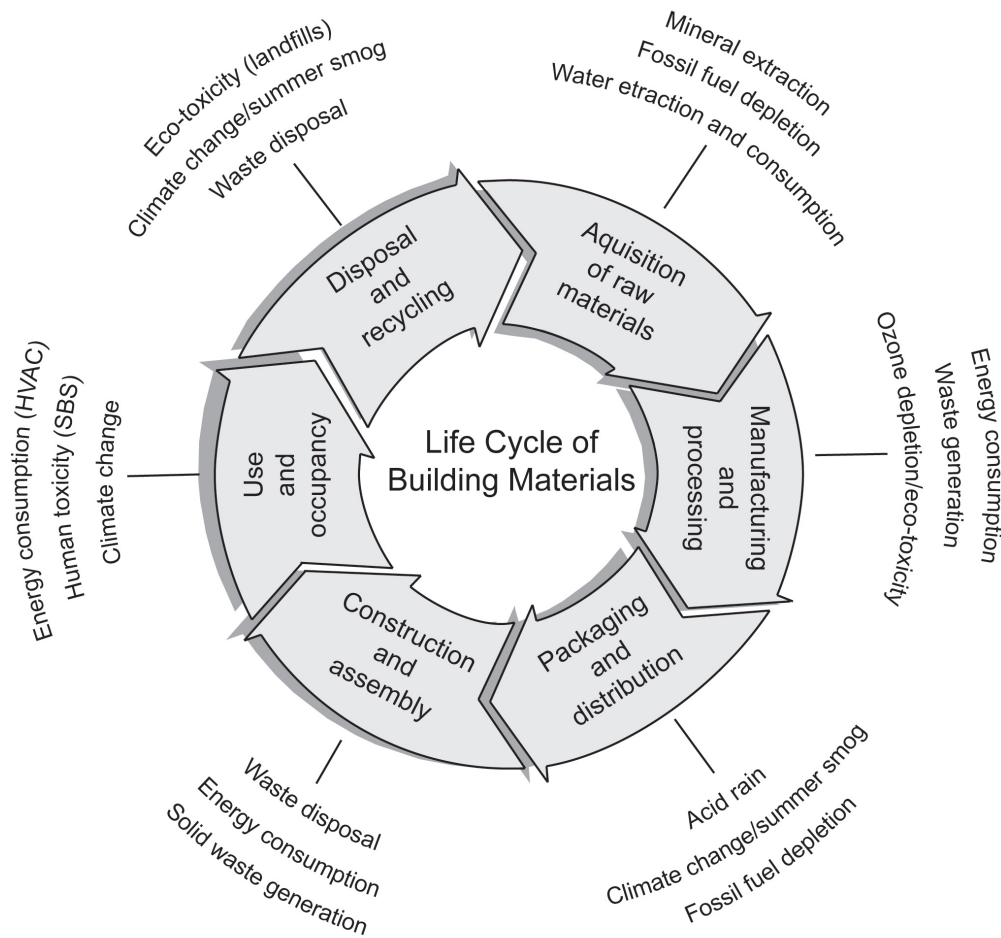 Life Cycle of
Building Materials
Aquisition
of raw
materials
Mineral extraction
Fossil fuel depletion
Water etraction and consumption
Manufacturing
and
processing
Energy consumption
Waste generation
Ozone depletion/eco-toxicity
Packaging
and
distribution
Acid rain
Climate change/summer smog
Fossil fuel depletion
Construction
and
assembly
Waste disposal
Energy consumption
Solid waste generation
Use
and
occupancy
Energy consumption (HVAC)
Human toxicity (SBS)
Climate change
Disposal
and
recycling
Eco-toxicity (landfills)
Climate change/summer smog
Waste disposal